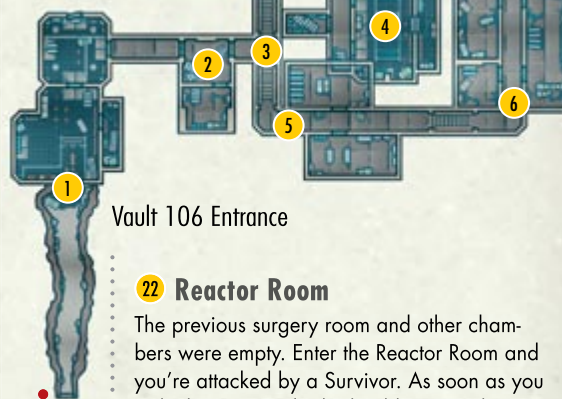 4
3
2
6
5
1
Vault 106 Entrance
22 Reactor Room
The previous surgery room and other cham-
bers were empty. Enter the Reactor Room and
you're attacked by a Survivor. As soon as you